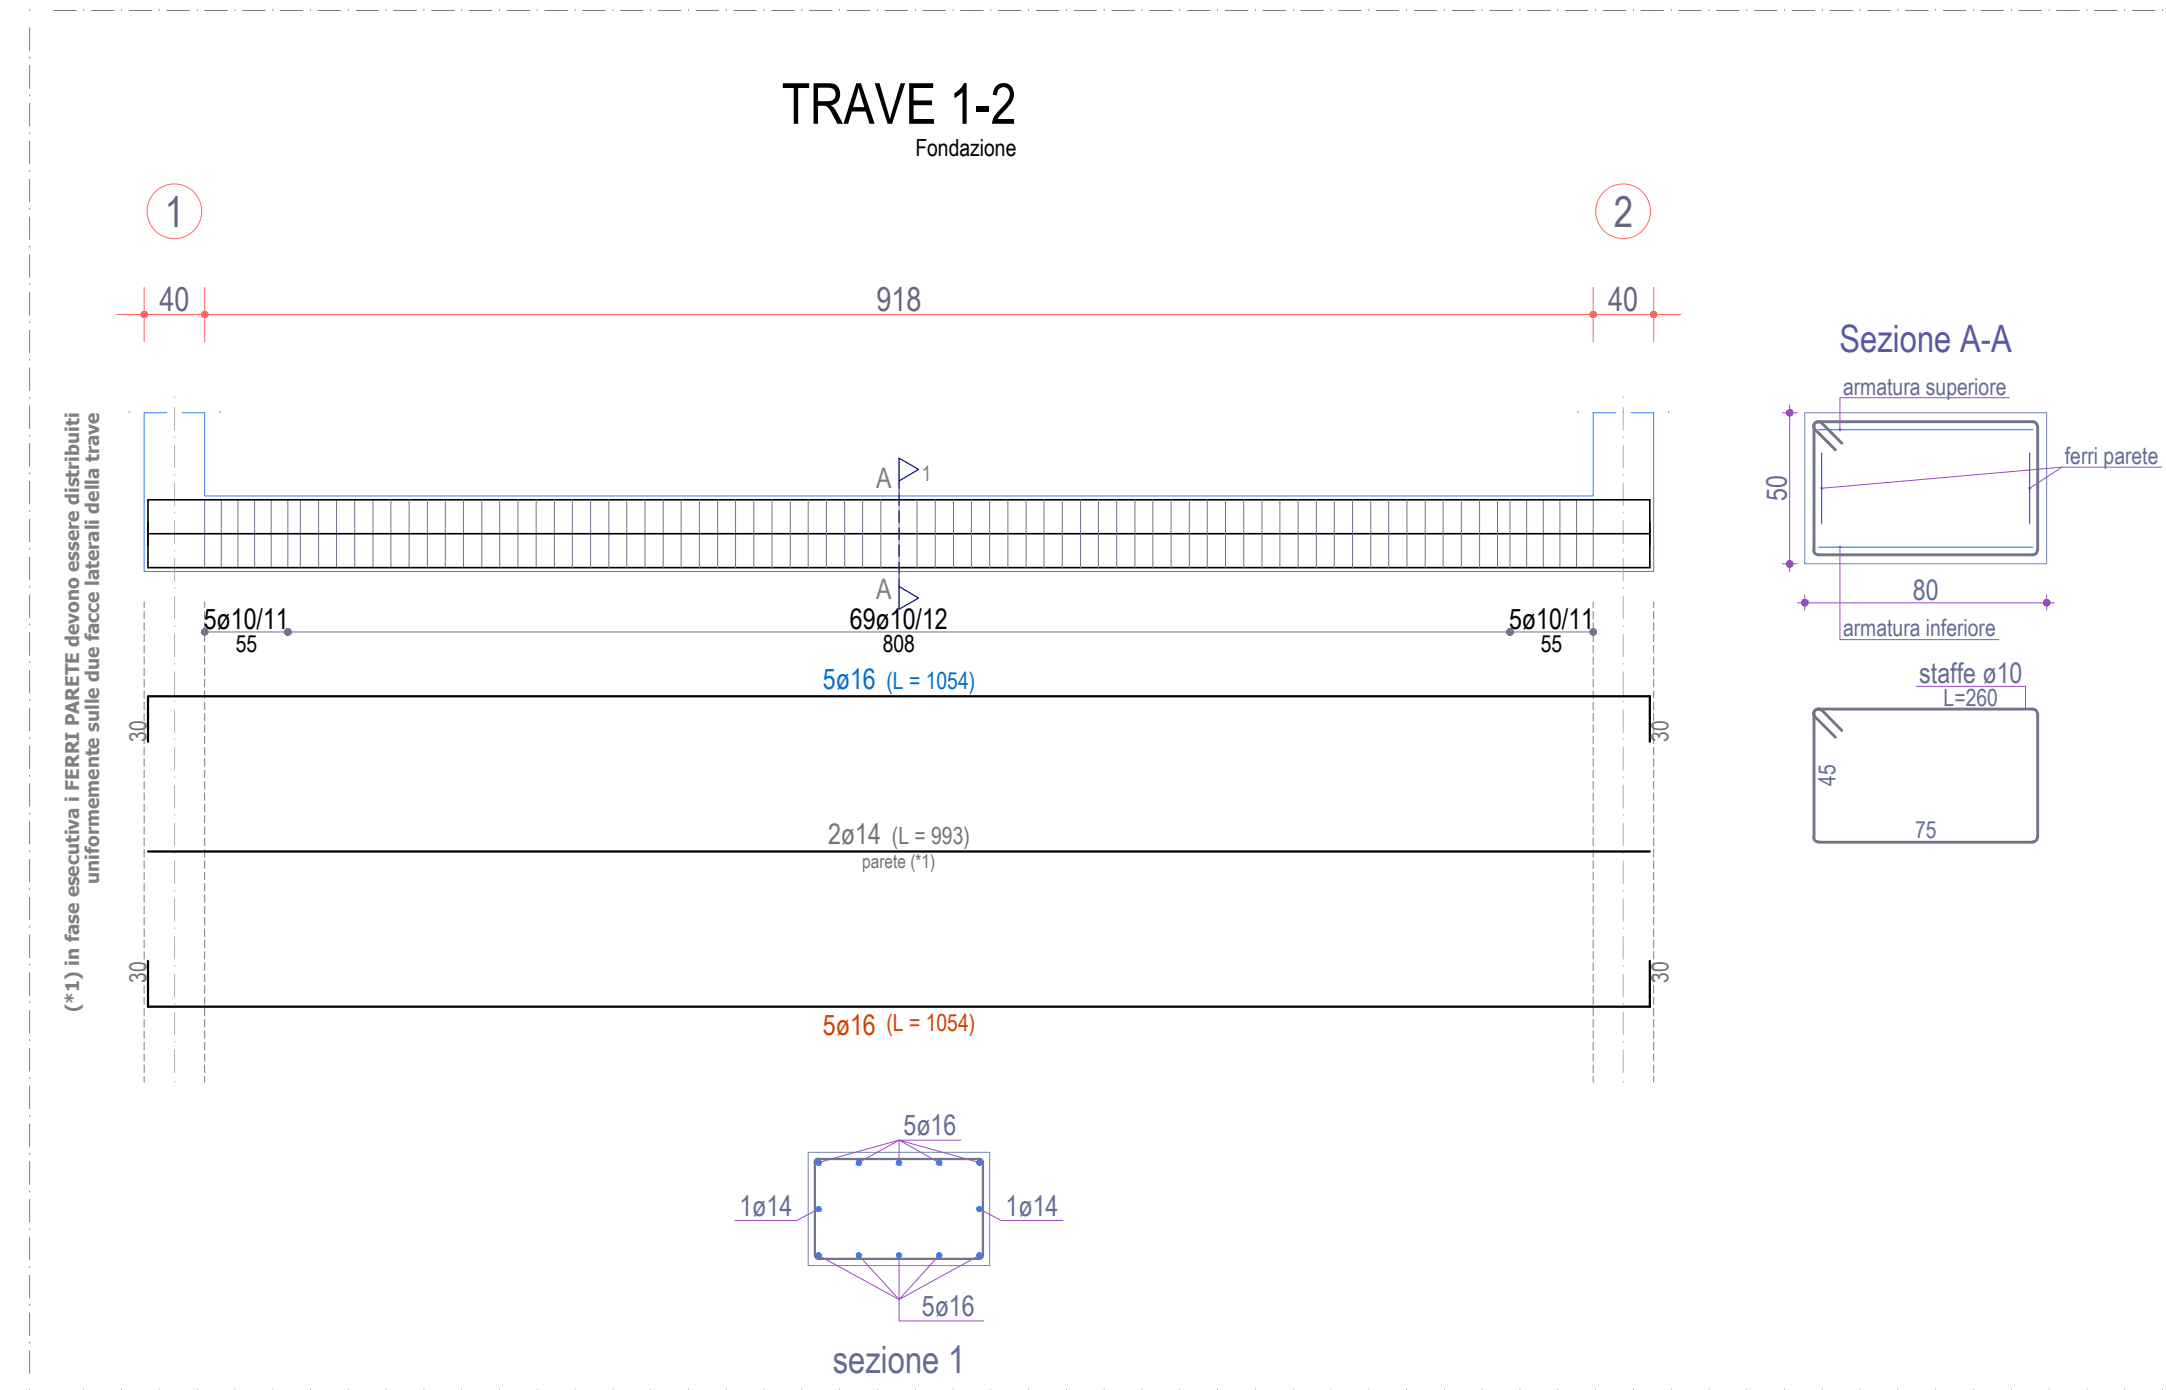 TRAVE 1-2
Fondazione
1
2
40
918
40
Sezione A-A
armatura superiore
ferri parete
50
80
armatura inferiore
staffe ø10
L=260
45
75
(*1) in fase esecutiva i FERRI PARETE devono essere distribuiti
uniformemente sulle due facce laterali della trave
A
1
A
5ø10/11
55
69ø10/12
808
5ø10/11
55
5ø16 (L = 1054)
30
30
2ø14 (L = 993)
parete (*1)
30
30
5ø16 (L = 1054)
5ø16
1ø14
1ø14
5ø16
sezione 1